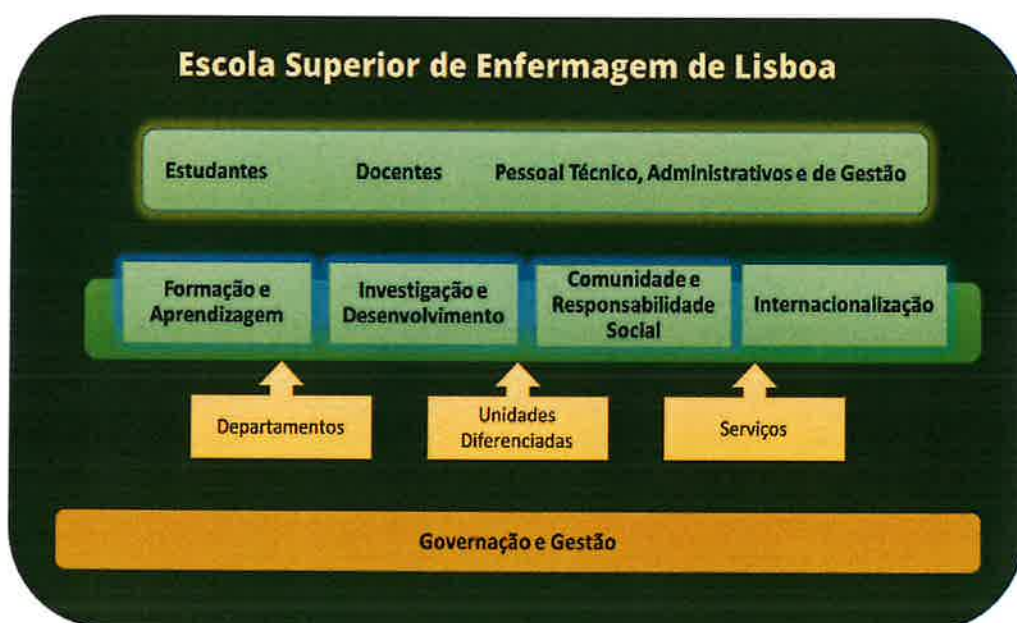 Escola Superior de Enfermagem de Lisboa
Estudantes
Docentes
Pessoal Técnico, Administrativos e de Gestão
Formação e
Aprendizagem
Investigação e
Desenvolvimento
Comunidade e
Responsabilidade
Social
Internacionalização
Departamentos
Unidades
Diferenciadas
Serviços
Governação e Gestão